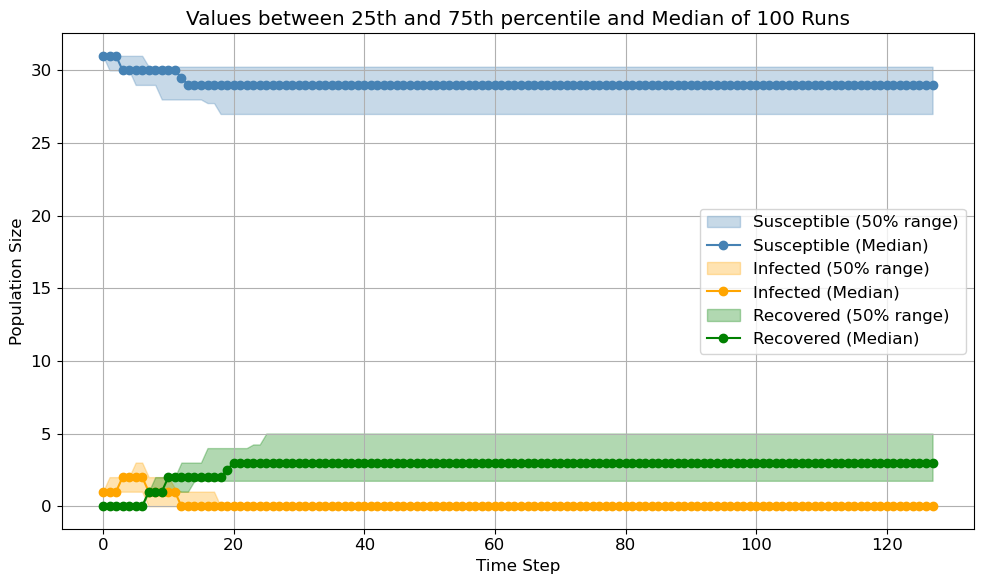 Values between 25th and 75th percentile and Median of 100 Runs
Population Size
30
25
20
15
10
5
0
Susceptible (50% range)
Susceptible (Median)
Infected (50% range)
Infected (Median)
Recovered (50% range)
Recovered (Median)
0 20 40 60 80 100 120
Time Step